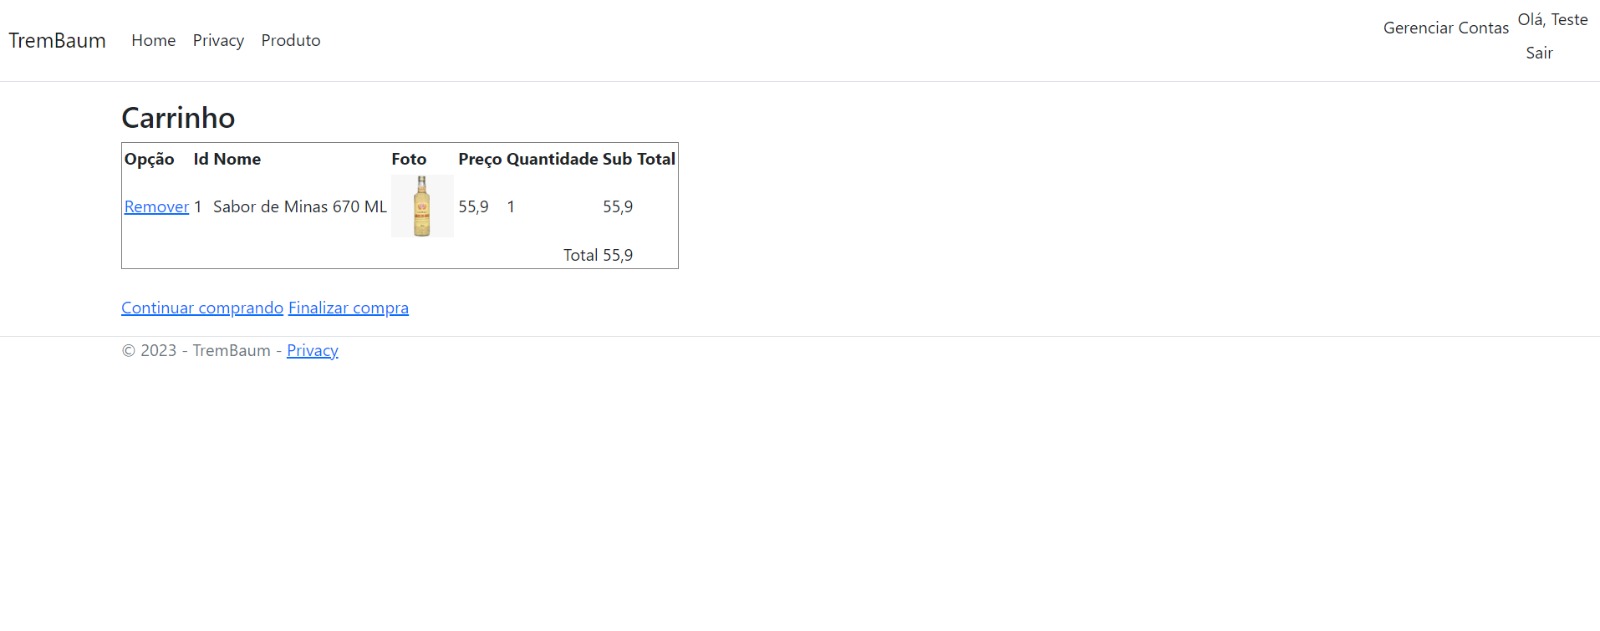 TremBaum Home Privacy Produto Gerenciar Contas Olá, Teste
Sair
Carrinho
Opção Id Nome Foto Preço Quantidade Sub Total
Remover 1 Sabor de Minas 670 ML 55,9 1 55,9
Total 55,9
Continuar comprando Finalizar compra
© 2023 - TremBaum - Privacy